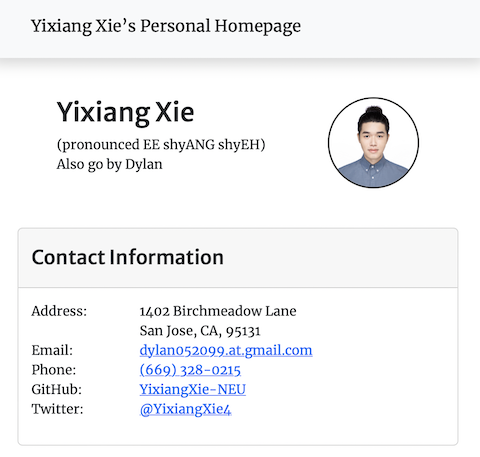 Yixiang Xie’s Personal Homepage
Yixiang Xie
(pronounced EE shyANG shyEH)
Also go by Dylan
Contact Information
Address: 1402 Birchmeadow Lane
San Jose, CA, 95131
Email: dylan052099.at.gmail.com
Phone: (669) 328-0215
GitHub: YixiangXie-NEU
Twitter: @YixiangXie4